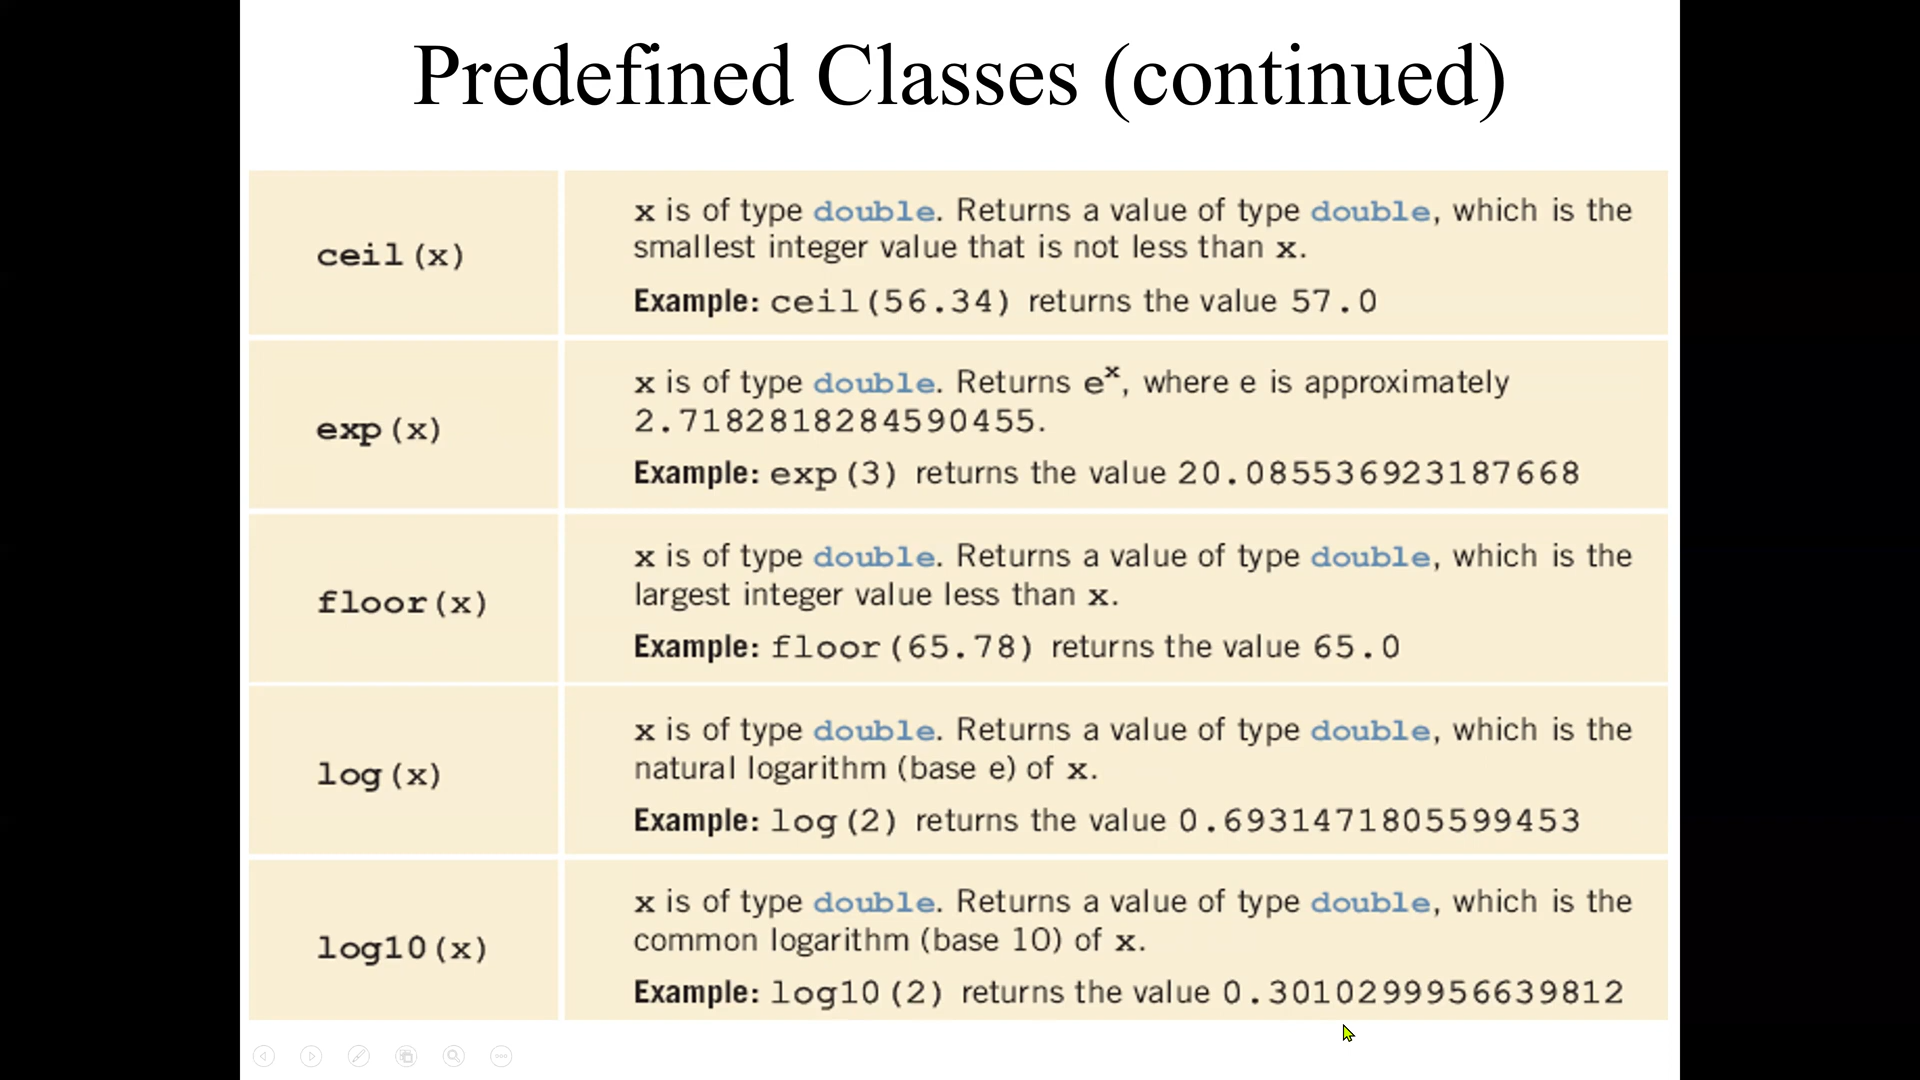 Predefined Classes (continued)
ceil(x)
x is of type double. Returns a value of type double, which is the
smallest integer value that is not less than x.
Example: ceil(56.34) returns the value 57.0
exp(x)
x is of type double. Returns eˣ, where e is approximately
2.7182818284590455.
Example: exp(3) returns the value 20.085536923187668
floor(x)
x is of type double. Returns a value of type double, which is the
largest integer value less than x.
Example: floor(65.78) returns the value 65.0
log(x)
x is of type double. Returns a value of type double, which is the
natural logarithm (base e) of x.
Example: log(2) returns the value 0.6931471805599453
log10(x)
x is of type double. Returns a value of type double, which is the
common logarithm (base 10) of x.
Example: log10(2) returns the value 0.3010299956639812